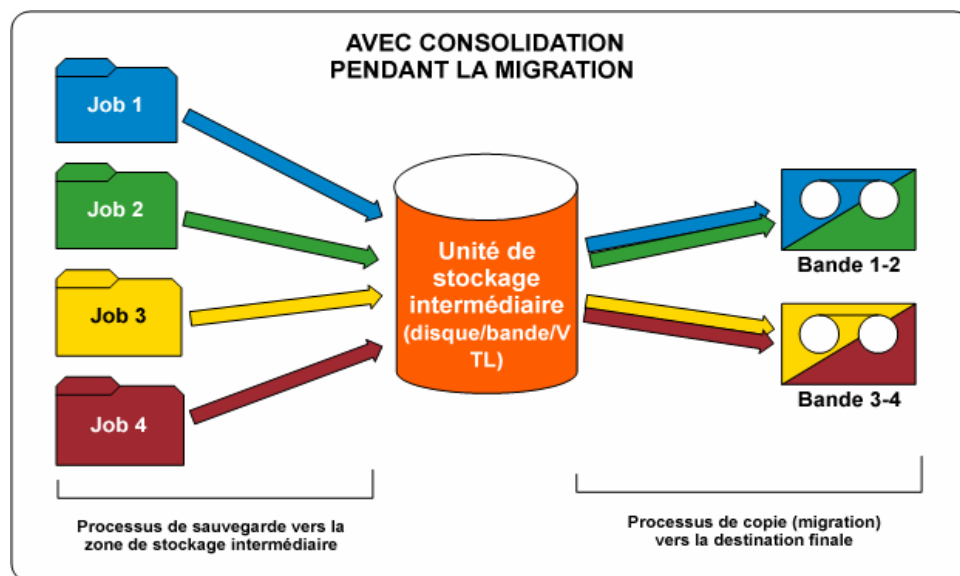 AVEC CONSOLIDATION
PENDANT LA MIGRATION
Job 1
Job 2
Job 3
Job 4
Unité de
stockage
intermédiaire
(disque/bande/V
TL)
Bande 1-2
Bande 3-4
Processus de sauvegarde vers la
zone de stockage intermédiaire
Processus de copie (migration)
vers la destination finale